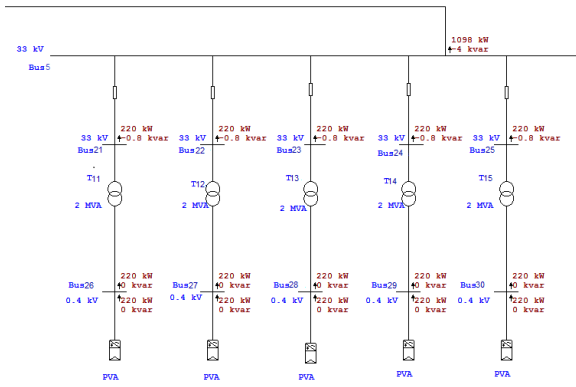 1098 kW
33 kV
-4 kvar
Bus5
220 kW 220 kW 220 kW 220 kW 220 kW
33 kV -0.8 kvar 33 kV -0.8 kvar 33 kV -0.8 kvar 33 kV -0.8 kvar 33 kV -0.8 kvar
Bus21 Bus22 Bus23 Bus24 Bus25
T11 T12. T13 T14 T15
2 MVA 2 MVA 2 MVA 2 MVA 2 MVA
220 kW 220 kW 220 kW 220 kW 220 kW
Bus26 0 kvar Bus27 0 kvar Bus28 0 kvar Bus29 0 kvar Bus30 0 kvar
0.4 kV 220 kW 0.4 kV 220 kW 0.4 kV 220 kW 0.4 kV 220 kW 0.4 kV 220 kW
0 kvar 0 kvar 0 kvar 0 kvar 0 kvar
PVA PVA PVA PVA PVA